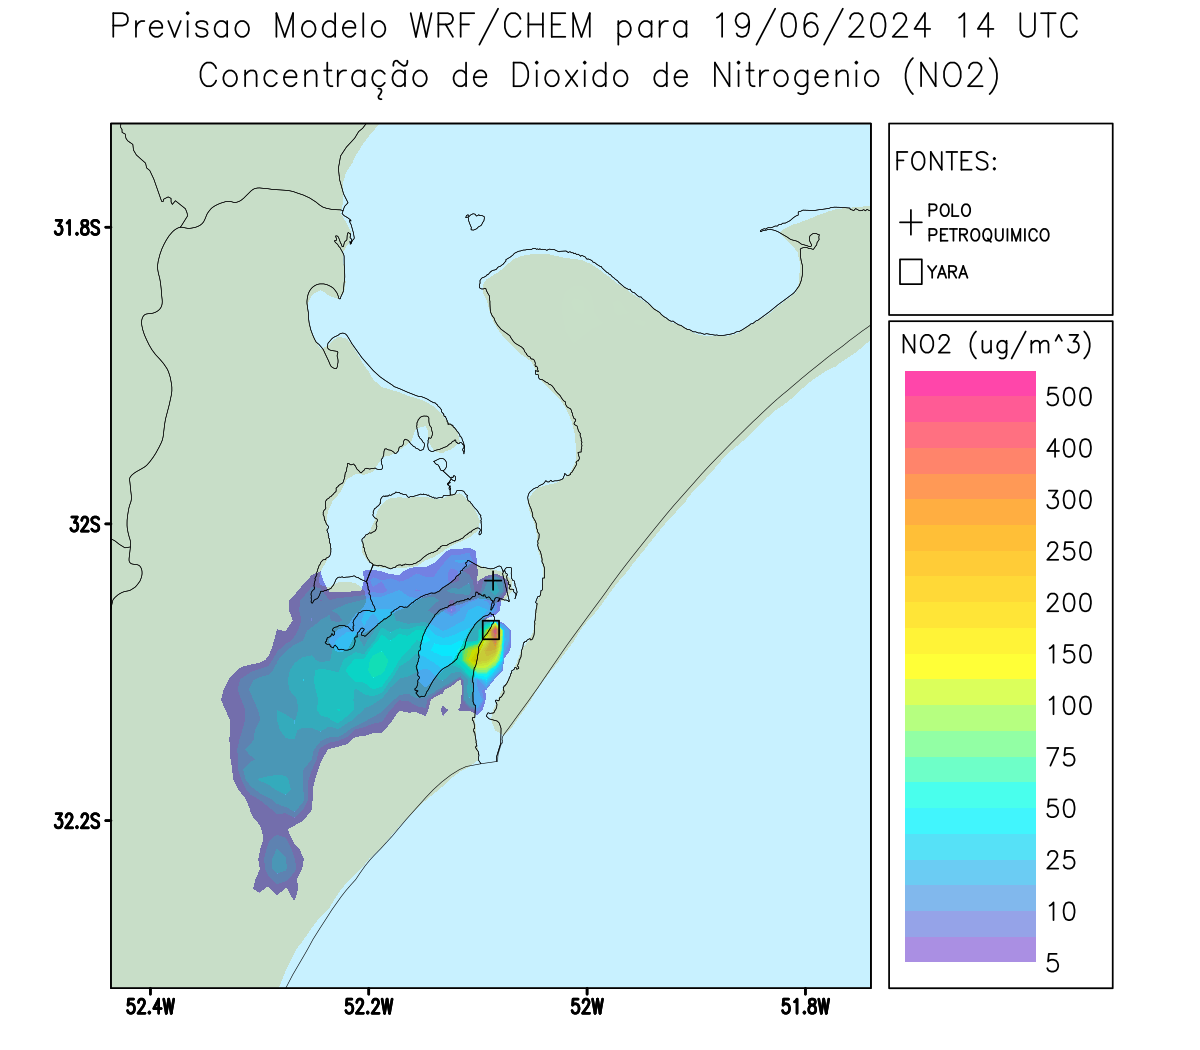 Previsao Modelo WRF/CHEM para 19/06/2024 14 UTC
Concentração de Dioxido de Nitrogenio (NO2)
FONTES:
POLO
PETROQUIMICO
YARA
NO2 (ug/m^3)
500
400
300
250
200
150
100
75
50
25
10
5
31.8S
32S
32.2S
52.4W 52.2W 52W 51.8W